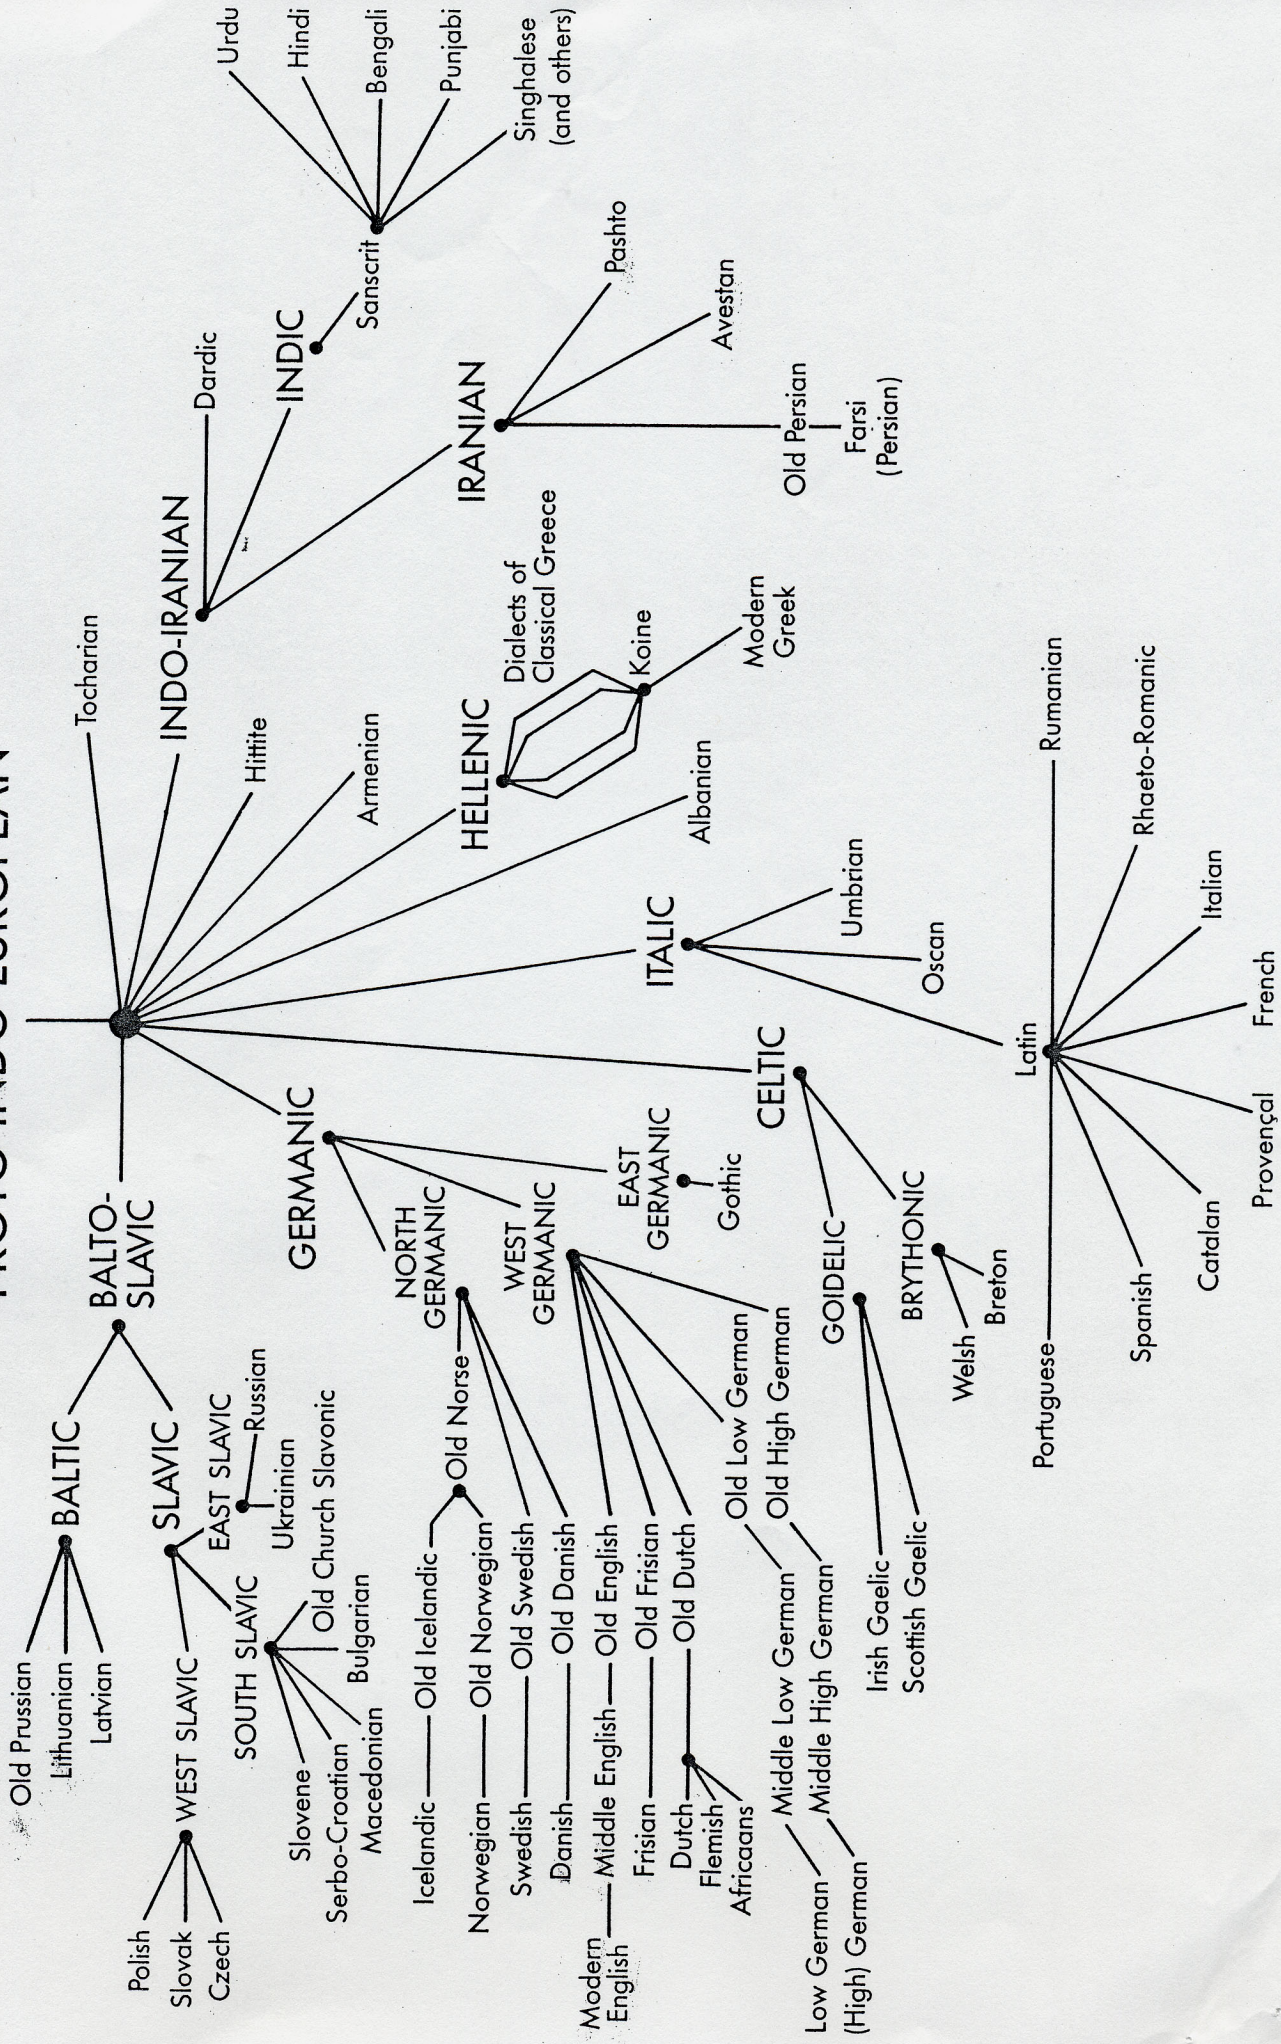 PROTO-INDO-EUROPEAN
BALTO-
SLAVIC
BALTIC
Old Prussian
Lithuanian
Latvian
SLAVIC
EAST SLAVIC
Russian
Ukrainian
WEST SLAVIC
Polish
Slovak
Czech
SOUTH SLAVIC
Old Church Slavonic
Bulgarian
Macedonian
Serbo-Croatian
Slovene
GERMANIC
NORTH
GERMANIC
Old Norse
Old Icelandic
Icelandic
Old Norwegian
Norwegian
Old Swedish
Swedish
Old Danish
Danish
WEST
GERMANIC
Old English
Middle English
Modern
English
Old Frisian
Frisian
Old Dutch
Dutch
Flemish
Africaans
Old Low German
Middle Low German
Low German
Old High German
Middle High German
(High) German
EAST
GERMANIC
Gothic
CELTIC
GOIDELIC
Irish Gaelic
Scottish Gaelic
BRYTHONIC
Welsh
Breton
ITALIC
Umbrian
Oscan
Latin
Portuguese
Spanish
Catalan
Provençal
French
Italian
Rhaeto-Romanic
Rumanian
Albanian
HELLENIC
Dialects of
Classical Greece
Koine
Modern
Greek
Armenian
Hittite
INDO-IRANIAN
Dardic
INDIC
Sanscrit
Urdu
Hindi
Bengali
Punjabi
Singhalese
(and others)
IRANIAN
Pashto
Avestan
Old Persian
Farsi
(Persian)
Tocharian